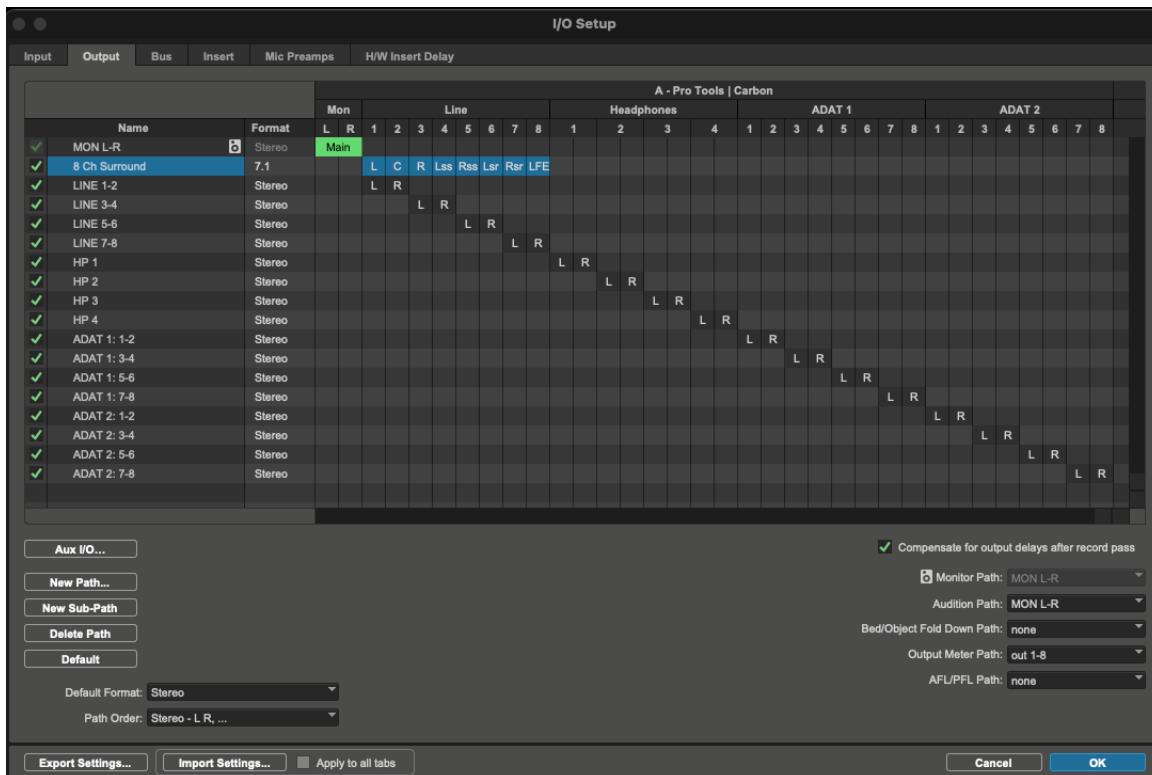 I/O Setup
Input Output Bus Insert Mic Preamps H/W Insert Delay
A - Pro Tools | Carbon
Mon Line Headphones ADAT 1 ADAT 2
Name Format L R 1 2 3 4 5 6 7 8 1 2 3 4 1 2 3 4 5 6 7 8 1 2 3 4 5 6 7 8
MON L-R Stereo Main
8 Ch Surround 7.1 L C R Lss Rss Lsr Rsr LFE
LINE 1-2 Stereo L R
LINE 3-4 Stereo L R
LINE 5-6 Stereo L R
LINE 7-8 Stereo L R
HP 1 Stereo L R
HP 2 Stereo L R
HP 3 Stereo L R
HP 4 Stereo L R
ADAT 1: 1-2 Stereo L R
ADAT 1: 3-4 Stereo L R
ADAT 1: 5-6 Stereo L R
ADAT 1: 7-8 Stereo L R
ADAT 2: 1-2 Stereo L R
ADAT 2: 3-4 Stereo L R
ADAT 2: 5-6 Stereo L R
ADAT 2: 7-8 Stereo L R
Aux I/O... Compensate for output delays after record pass
New Path... Monitor Path: MON L-R
New Sub-Path Audition Path: MON L-R
Delete Path Bed/Object Fold Down Path: none
Default Output Meter Path: out 1-8
AFL/PFL Path: none
Default Format: Stereo
Path Order: Stereo - L R, ...
Export Settings... Import Settings... Apply to all tabs Cancel OK